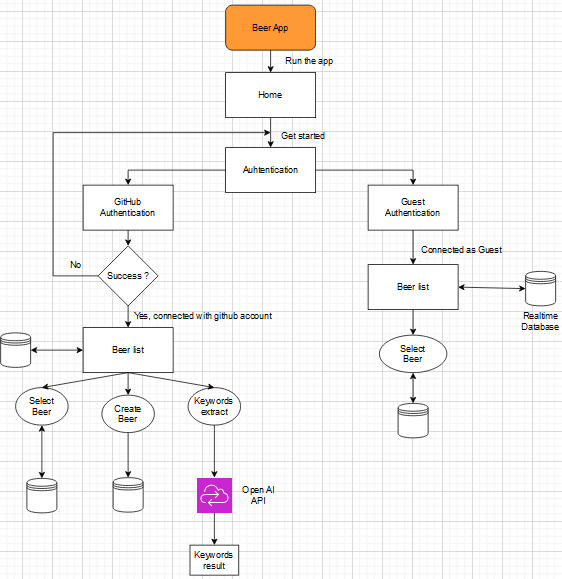 Beer App
Run the app
Home
Get started
Auhtentication
GitHub
Authentication
Guest
Authentication
No
Success ?
Connected as Guest
Beer list
Realtime
Database
Yes, connected with github account
Beer list
Select
Beer
Select
Beer
Create
Beer
Keywords
extract
Open AI
API
Keywords
result